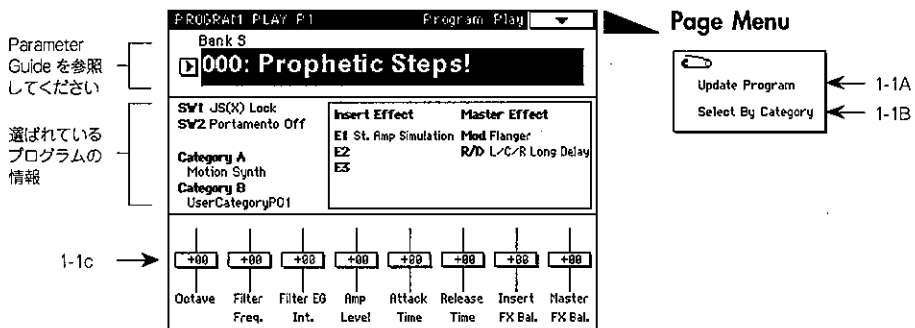 PROGRAM PLAY P1 Program Play
Bank S
000: Prophetic Steps!
Parameter
Guide を参照
してください
SW1 JS(X) Lock
SW2 Portamento Off
Category A
Motion Synth
Category B
UserCategoryP01
Insert Effect Master Effect
E1 St. Amp Simulation Mod Flanger
E2 R/D L/C/R Long Delay
E3
選ばれている
プログラムの
情報
1-1c
+00 +00 +00 +00 +00 +00 +00 +00
Octave Filter Filter EG Amp Attack Release Insert Master
Freq. Int. Level Time Time FX Bal. FX Bal.
Page Menu
Update Program 1-1A
Select By Category 1-1B